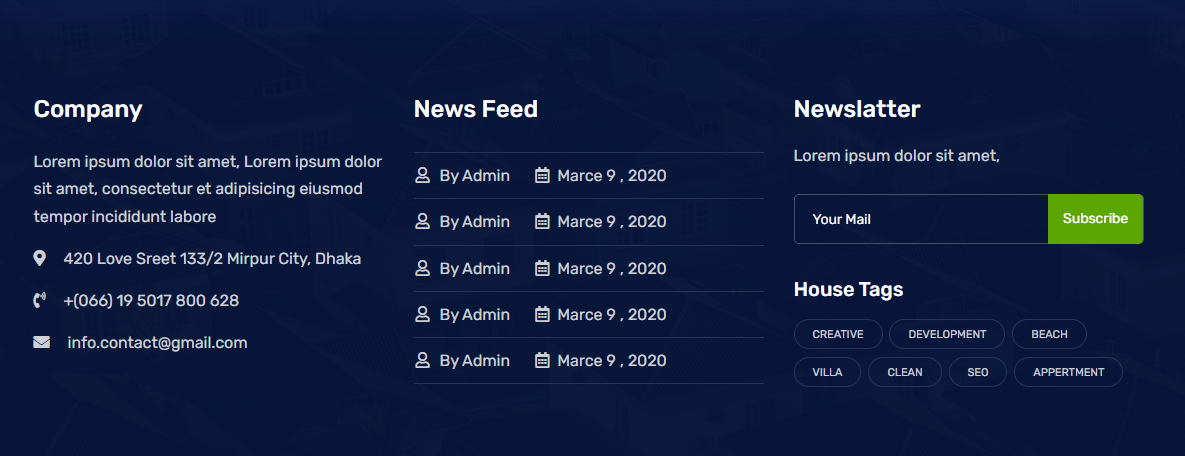 Company
Lorem ipsum dolor sit amet, Lorem ipsum dolor
sit amet, consectetur et adipisicing eiusmod
tempor incididunt labore
420 Love Sreet 133/2 Mirpur City, Dhaka
+(066) 19 5017 800 628
info.contact@gmail.com
News Feed
By Admin Marce 9 , 2020
By Admin Marce 9 , 2020
By Admin Marce 9 , 2020
By Admin Marce 9 , 2020
By Admin Marce 9 , 2020
Newslatter
Lorem ipsum dolor sit amet,
Your Mail Subscribe
House Tags
CREATIVE DEVELOPMENT BEACH
VILLA CLEAN SEO APPERTMENT